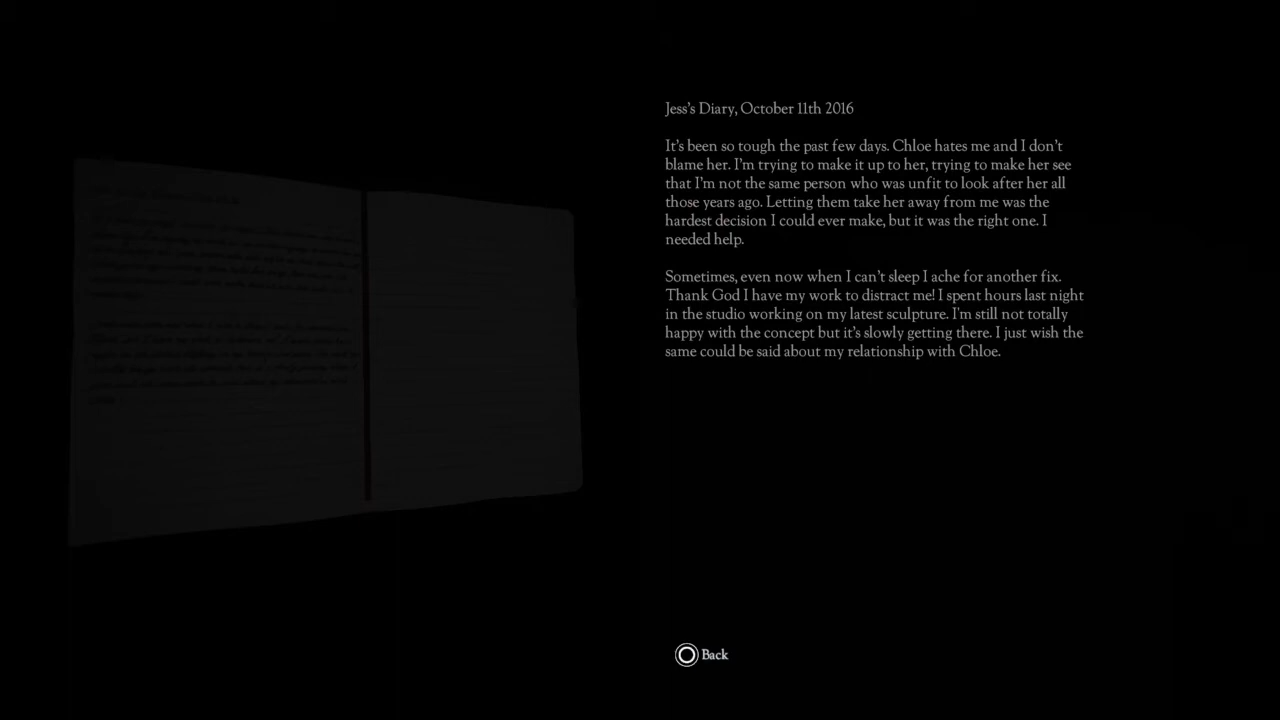 Jess's Diary, October 11th 2016
It's been so tough the past few days. Chloe hates me and I don't
blame her. I'm trying to make it up to her, trying to make her see
that I'm not the same person who was unfit to look after her all
those years ago. Letting them take her away from me was the
hardest decision I could ever make, but it was the right one. I
needed help.
Sometimes, even now when I can't sleep I ache for another fix.
Thank God I have my work to distract me! I spent hours last night
in the studio working on my latest sculpture. I'm still not totally
happy with the concept but it's slowly getting there. I just wish the
same could be said about my relationship with Chloe.
Back